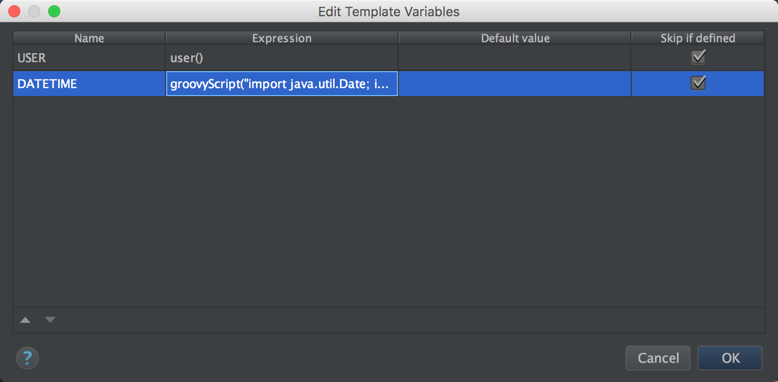 Edit Template Variables
Name Expression Default value Skip if defined
USER user()
DATETIME groovyScript("import java.util.Date; i...
?
Cancel OK